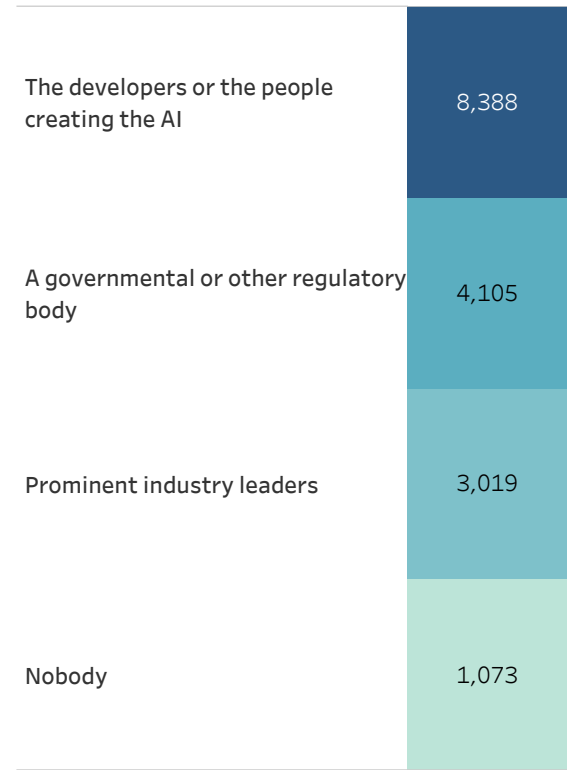 The developers or the people
creating the AI
8,388
A governmental or other regulatory
body
4,105
Prominent industry leaders
3,019
Nobody
1,073